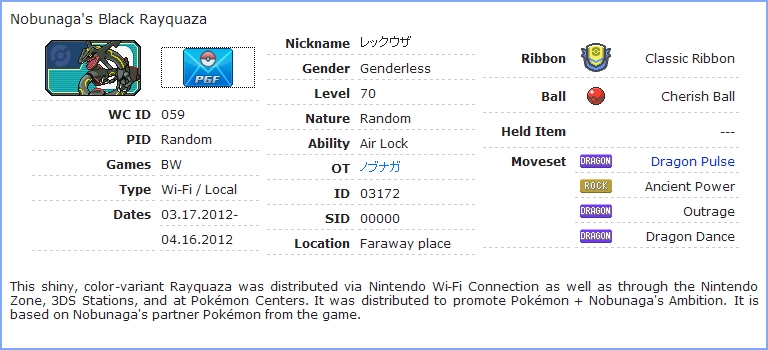 Nobunaga's Black Rayquaza
PGF
WC ID 059
PID Random
Games BW
Type Wi-Fi / Local
Dates 03.17.2012-
04.16.2012
Nickname レックウザ
Gender Genderless
Level 70
Nature Random
Ability Air Lock
OT ノブナガ
ID 03172
SID 00000
Location Faraway place
Ribbon Classic Ribbon
Ball Cherish Ball
Held Item ---
Moveset DRAGON Dragon Pulse
ROCK Ancient Power
DRAGON Outrage
DRAGON Dragon Dance
This shiny, color-variant Rayquaza was distributed via Nintendo Wi-Fi Connection as well as through the Nintendo
Zone, 3DS Stations, and at Pokémon Centers. It was distributed to promote Pokémon + Nobunaga's Ambition. It is
based on Nobunaga's partner Pokémon from the game.